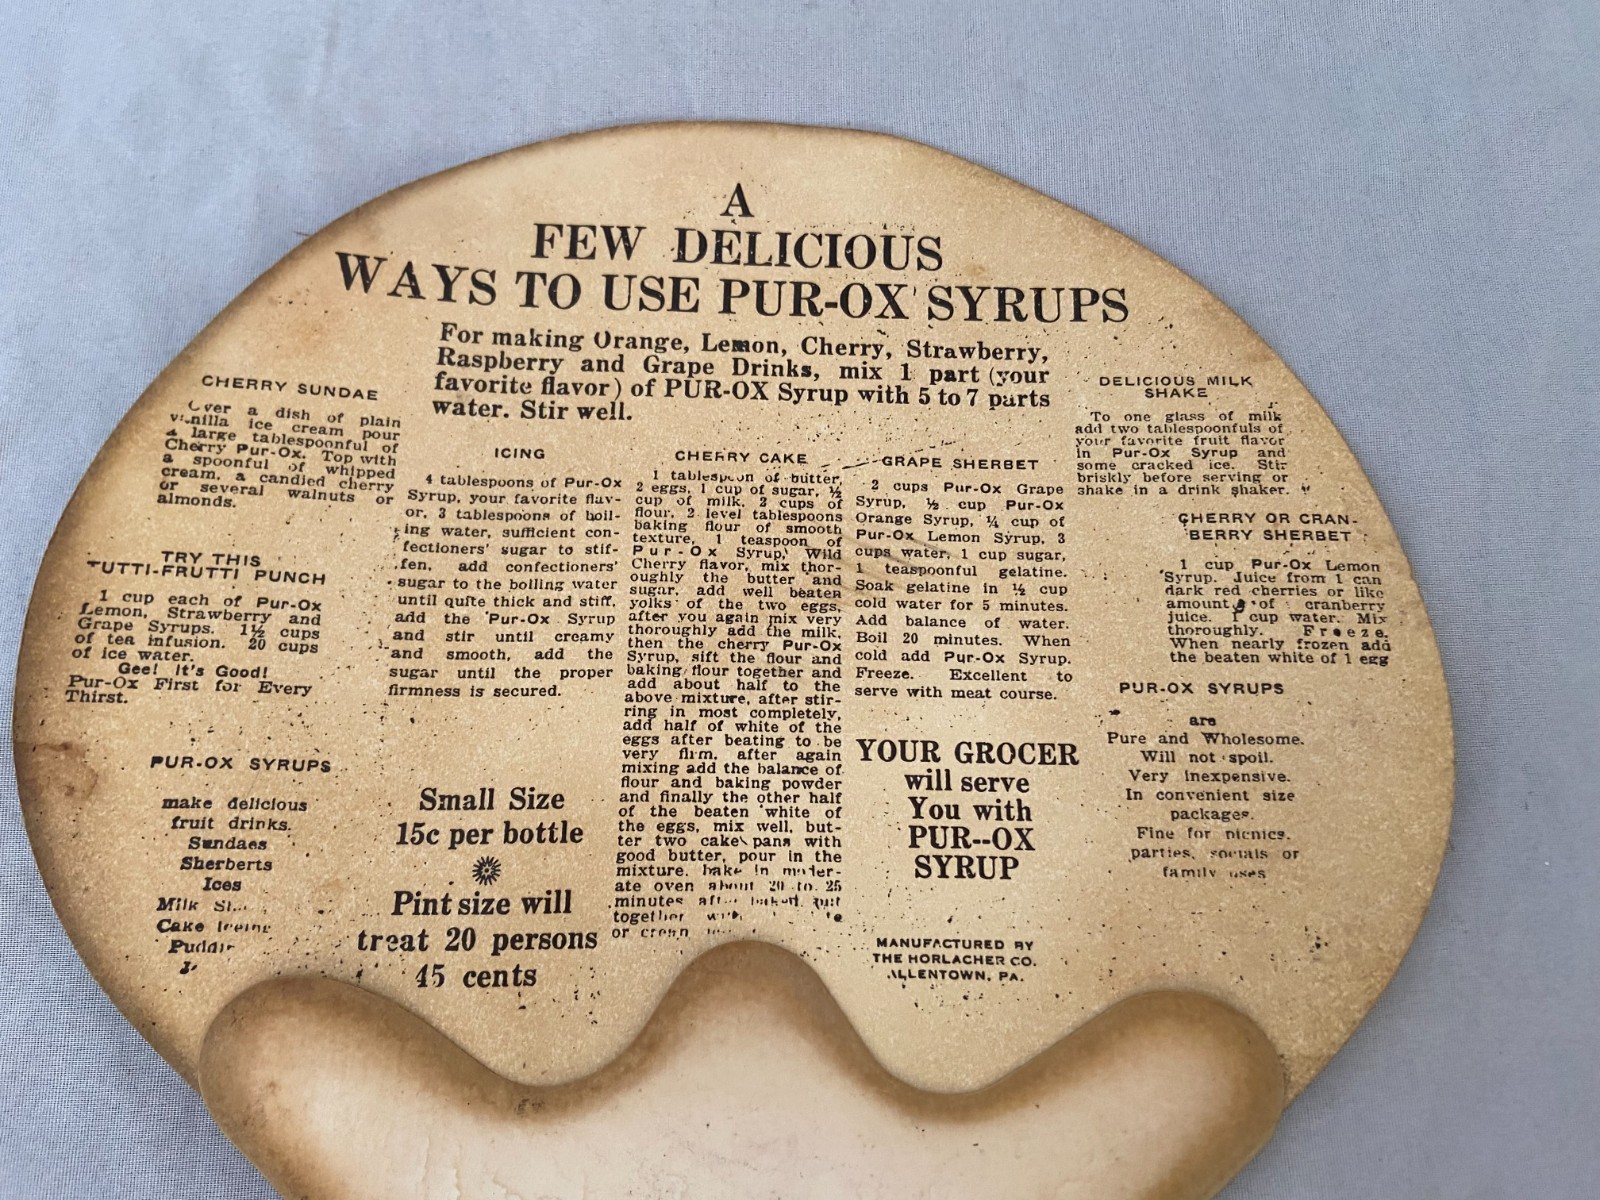 A
FEW DELICIOUS
WAYS TO USE PUR-OX SYRUPS
For making Orange, Lemon, Cherry, Strawberry,
Raspberry and Grape Drinks, mix 1 part (your
favorite flavor) of PUR-OX Syrup with 5 to 7 parts
water. Stir well.
CHERRY SUNDAE
Over a dish of plain
vanilla ice cream pour
a large tablespoonful of
Cherry Pur-Ox. Top with
a spoonful of whipped
cream, a candied cherry
or several walnuts or
almonds.
TRY THIS
TUTTI-FRUTTI PUNCH
1 cup each of Pur-Ox
Lemon, Strawberry and
Grape Syrups. 1½ cups
of tea infusion. 20 cups
of ice water.
Gee! It's Good!
Pur-Ox First for Every
Thirst.
PUR-OX SYRUPS
make delicious
fruit drinks.
Sundaes
Sherberts
Ices
Milk
Cake Iceing
ICING
4 tablespoons of Pur-Ox
Syrup, your favorite flav-
or, 3 tablespoons of boil-
ing water, sufficient con-
fectioners' sugar to stif-
fen, add confectioners'
sugar to the boiling water
until quite thick and stiff,
add the Pur-Ox Syrup
and stir until creamy
and smooth, add the
sugar until the proper
firmness is secured.
Small Size
15c per bottle
Pint size will
treat 20 persons
45 cents
CHERRY CAKE
1 tablespoon of butter,
2 eggs, 1 cup of sugar, ½
cup of milk, 2 cups of
flour, 2 level tablespoons
baking flour of smooth
texture, 1 teaspoon of
Pur-Ox Syrup, Wild
Cherry flavor, mix thor-
oughly the butter and
sugar, add well beaten
yolks of the two eggs,
after you again mix very
thoroughly add the milk,
then the cherry Pur-Ox
Syrup, sift the flour and
baking flour together and
add about half to the
above mixture, after stir-
ring in most completely,
add half of white of the
eggs after beating to be
very firm, after again
mixing add the balance of
flour and baking powder
and finally the other half
of the beaten white of
the eggs, mix well, but-
ter two cake pans with
good butter, pour in the
mixture. bake in moder-
ate oven about 20 to 25
minutes after baked, put
together
or cream
GRAPE SHERBET
2 cups Pur-Ox Grape
Syrup, ½ cup Pur-Ox
Orange Syrup, ¼ cup of
Pur-Ox Lemon Syrup, 3
cups water, 1 cup sugar,
1 teaspoonful gelatine.
Soak gelatine in ½ cup
cold water for 5 minutes.
Add balance of water.
Boil 20 minutes. When
cold add Pur-Ox Syrup.
Freeze. Excellent to
serve with meat course.
YOUR GROCER
will serve
You with
PUR--OX
SYRUP
MANUFACTURED BY
THE HORLACHER CO.
ALLENTOWN, PA.
DELICIOUS MILK
SHAKE
To one glass of milk
add two tablespoonfuls of
your favorite fruit flavor
in Pur-Ox Syrup and
some cracked ice. Stir
briskly before serving or
shake in a drink shaker.
CHERRY OR CRAN-
BERRY SHERBET
1 cup Pur-Ox Lemon
Syrup. Juice from 1 can
dark red cherries or like
amount of cranberry
juice. 1 cup water. Mix
thoroughly. Freeze.
When nearly frozen add
the beaten white of 1 egg
PUR-OX SYRUPS
are
Pure and Wholesome.
Will not spoil.
Very inexpensive.
In convenient size
packages.
Fine for picnics,
parties, socials or
family uses